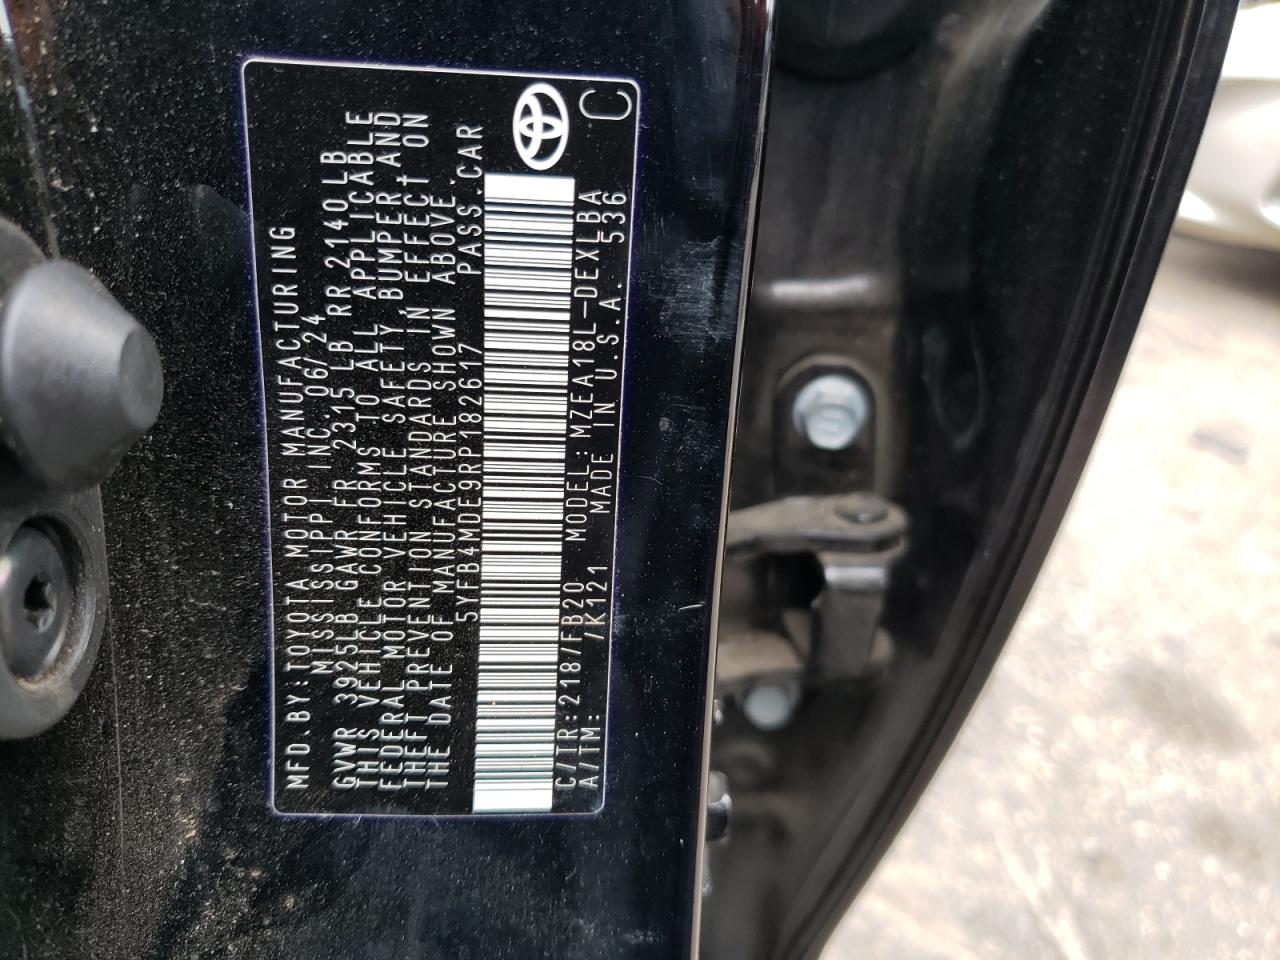 MFD.BY:TOYOTA MOTOR MANUFACTURING
MISSISSIPPI INC 06/24
GVWR 3925LB GAWR FR 2315 LB RR 2140LB
THIS VEHICLE CONFORMS TO ALL APPLICABLE
FEDERAL MOTOR VEHICLE SAFETY, BUMPER AND
THEFT PREVENTION STANDARDS IN EFFECT ON
THE DATE OF MANUFACTURE SHOWN ABOVE.
5YFB4MDE9RP182617 PASS.CAR
C/TR:218/FB20 MODEL:MZEA18L-DEXLBA
A/TM: /K121 MADE IN U.S.A. 536
C